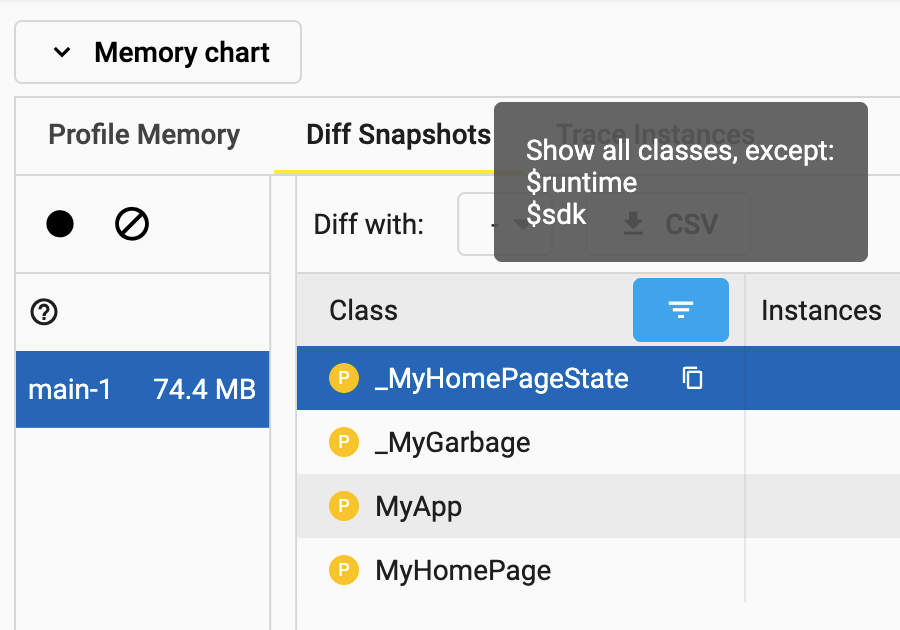 Memory chart
Profile Memory
Diff Snapshots
Trace Instances
Show all classes, except:
$runtime
$sdk
Diff with:
-
CSV
Class
Instances
main-1 74.4 MB
P _MyHomePageState
P _MyGarbage
P MyApp
P MyHomePage